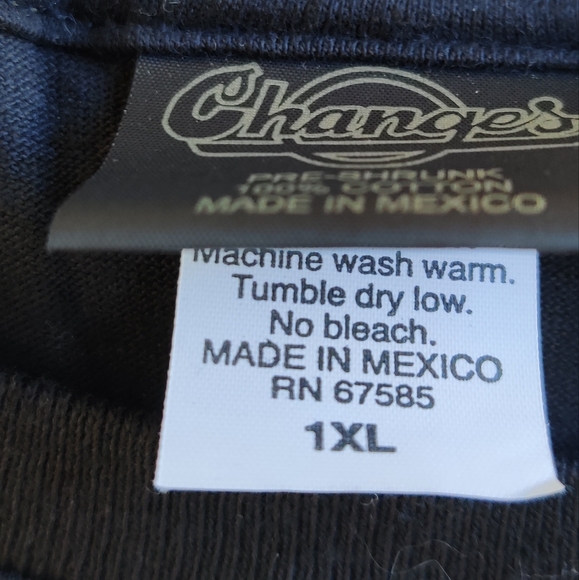 Changes
PRE-SHRUNK
100% COTTON
MADE IN MEXICO
Machine wash warm.
Tumble dry low.
No bleach.
MADE IN MEXICO
RN 67585
1XL